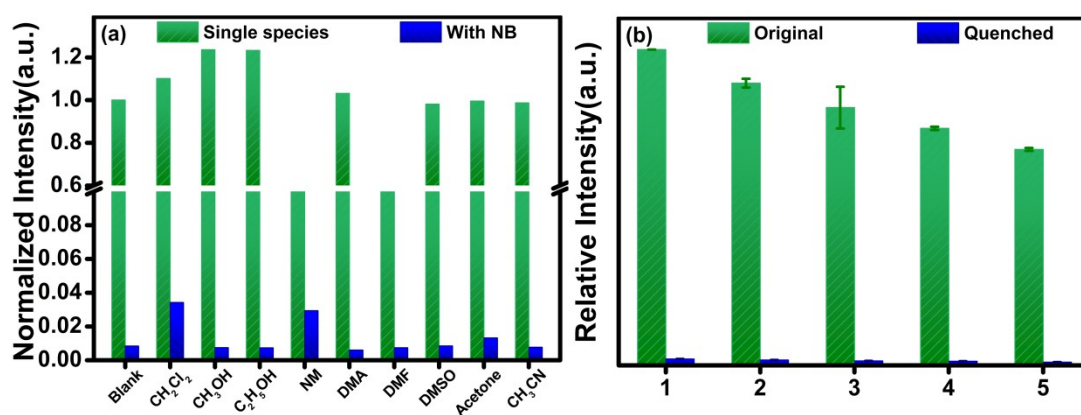 (a) Single species With NB
Normalized Intensity(a.u.)
1.2
1.0
0.8
0.6
0.08
0.06
0.04
0.02
0.00
Blank CH2Cl2 CH3OH C2H5OH NM DMA DMF DMSO Acetone CH3CN
(b) Original Quenched
Relative Intensity(a.u.)
1 2 3 4 5